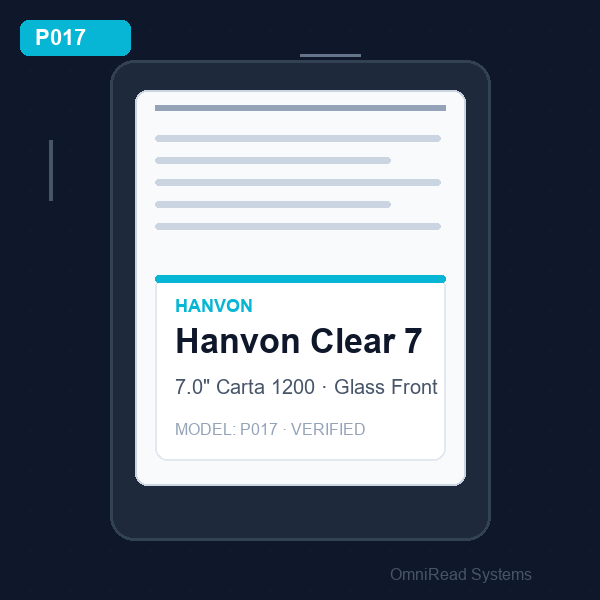 P017
HANVON
Hanvon Clear 7
7.0" Carta 1200 · Glass Front
MODEL: P017 · VERIFIED
OmniRead Systems